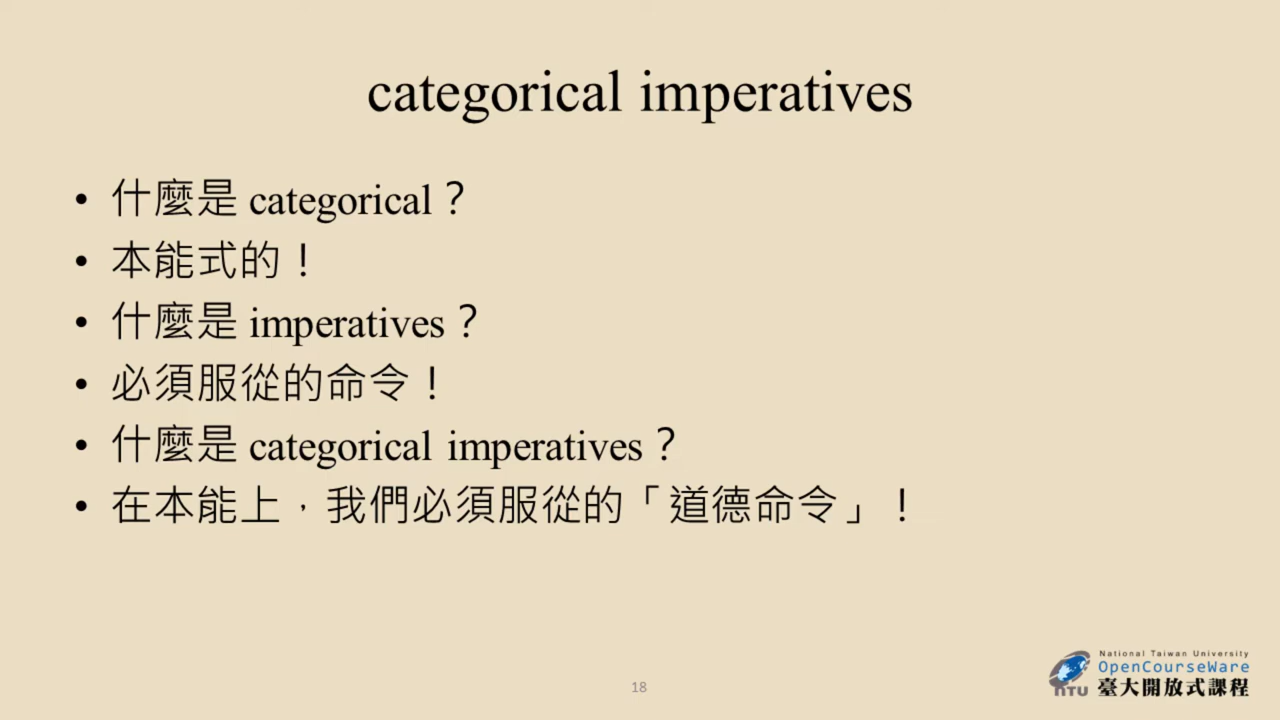 categorical imperatives
• 什麼是 categorical？
• 本能式的！
• 什麼是 imperatives？
• 必須服從的命令！
• 什麼是 categorical imperatives？
• 在本能上，我們必須服從的「道德命令」！
18
National Taiwan University
OpenCourseWare
NTU 臺大開放式課程